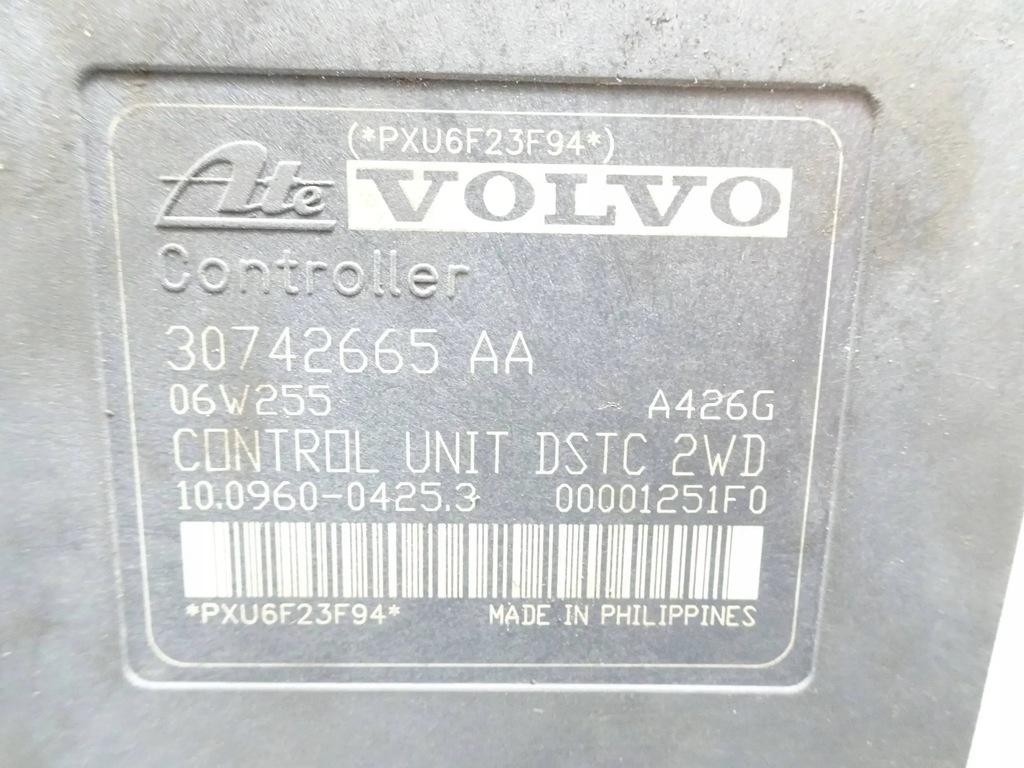 (*PXU6F23F94*)
Ate VOLVO
Controller
30742665 AA
06W255 A426G
CONTROL UNIT DSTC 2WD
10.0960-0425.3 00001251F0
*PXU6F23F94* MADE IN PHILIPPINES